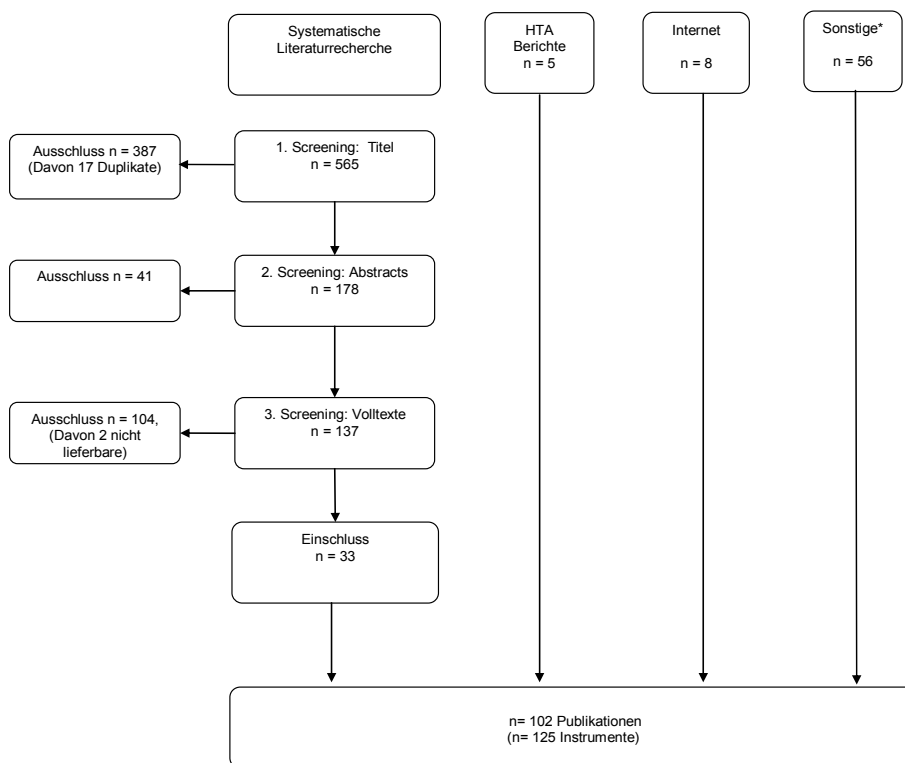 Systematische
Literaturrecherche
HTA
Berichte
n = 5
Internet
n = 8
Sonstige*
n = 56
Ausschluss n = 387
(Davon 17 Duplikate)
1. Screening: Titel
n = 565
Ausschluss n = 41
2. Screening: Abstracts
n = 178
Ausschluss n = 104,
(Davon 2 nicht
lieferbare)
3. Screening: Volltexte
n = 137
Einschluss
n = 33
n= 102 Publikationen
(n= 125 Instrumente)